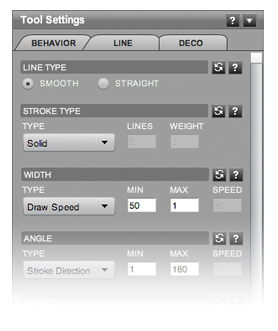 Tool Settings ?
BEHAVIOR LINE DECO
LINE TYPE ?
SMOOTH STRAIGHT
STROKE TYPE ?
TYPE LINES WEIGHT
Solid 2
WIDTH ?
TYPE MIN MAX SPEED
Draw Speed 50 1
ANGLE ?
TYPE MIN MAX SPEED
Stroke Direction 1 180